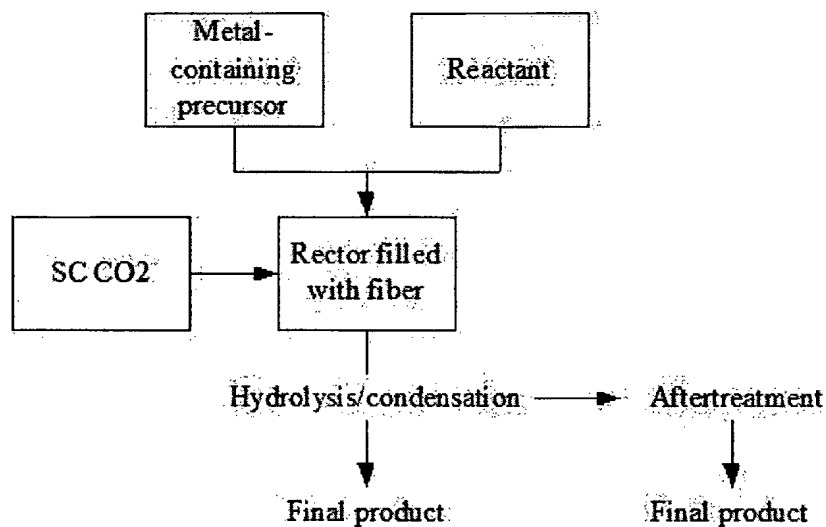 Metal-
containing
precursor
Reactant
SC CO2
Rector filled
with fiber
Hydrolysis/condensation
Aftertreatment
Final product
Final product